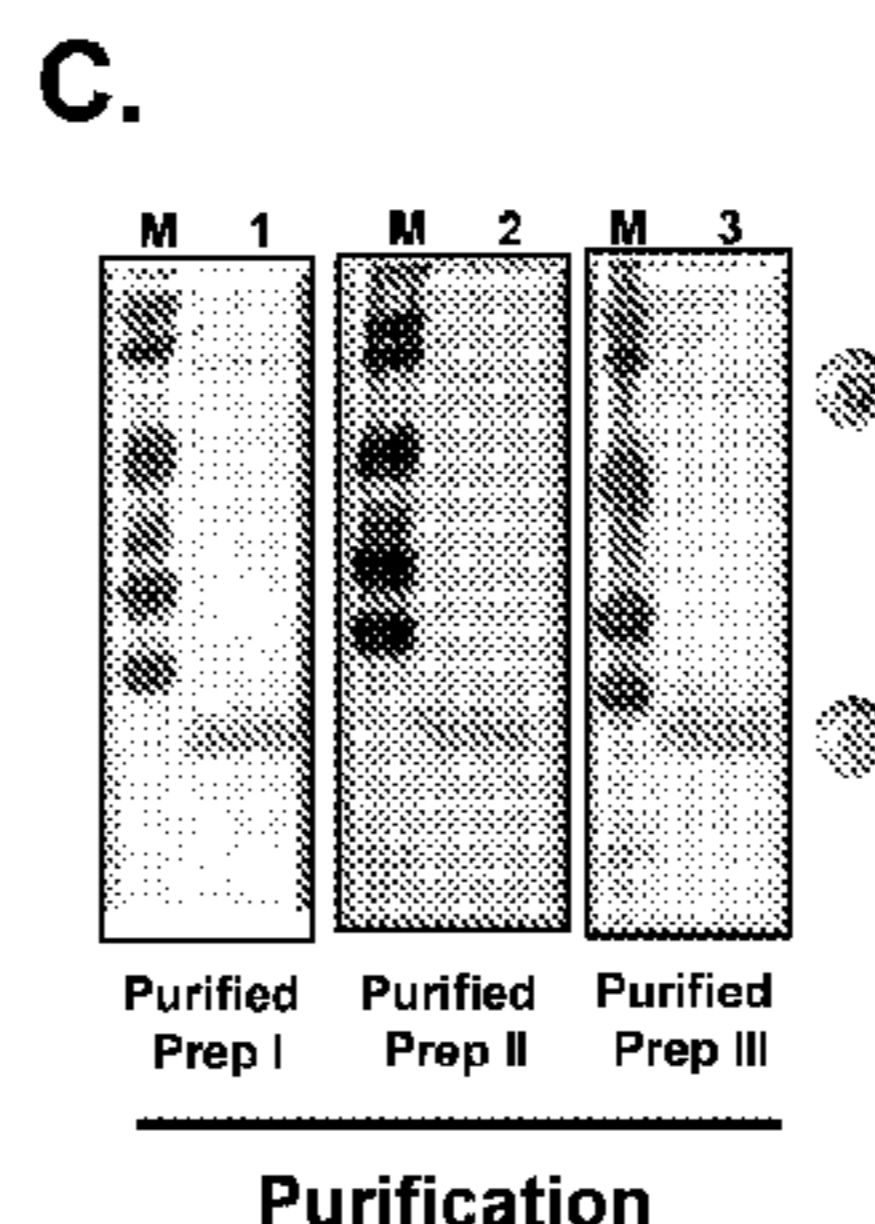 C.
M 1 M 2 M 3
Purified Purified Purified
Prep I Prep II Prep III
Purification